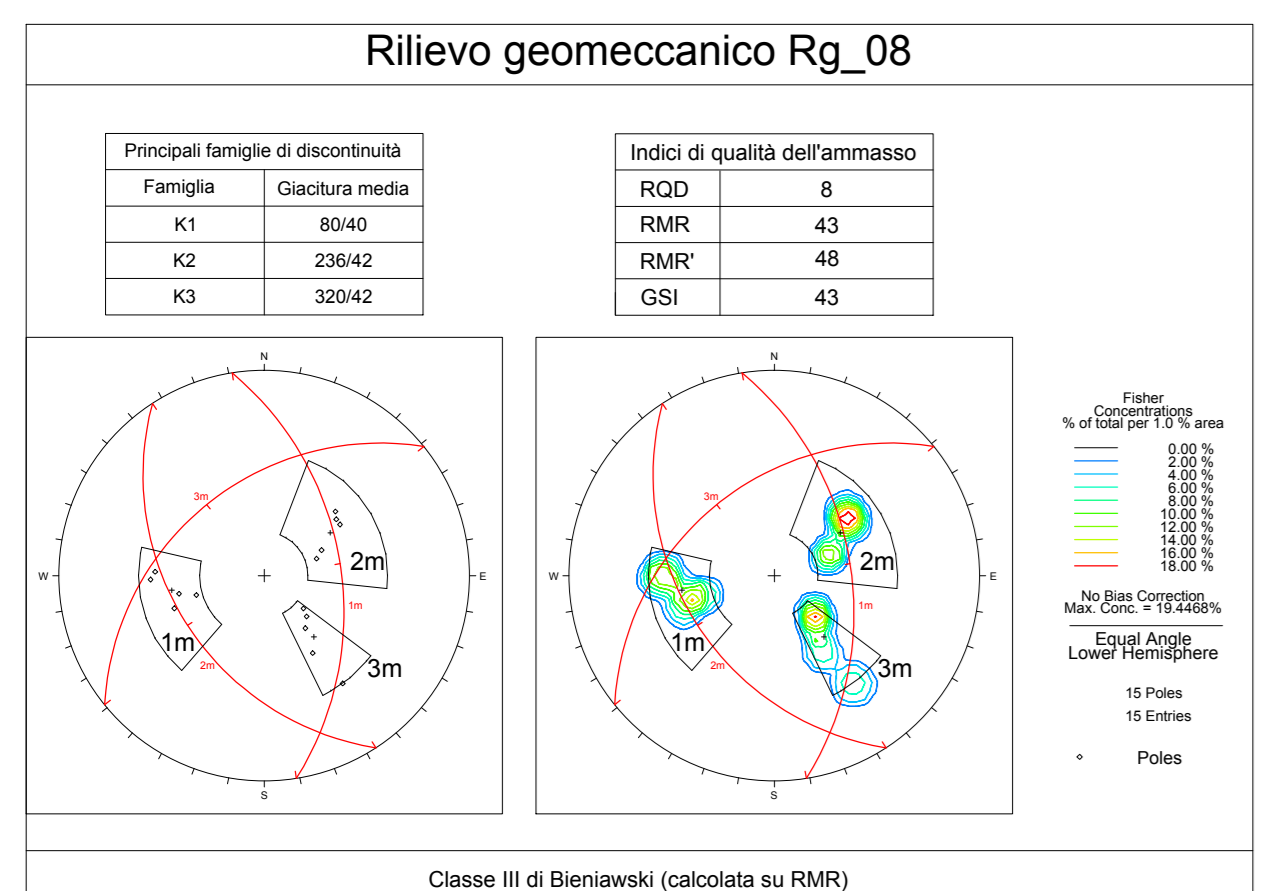 Rilievo geomeccanico Rg_08
Principali famiglie di discontinuità
Famiglia Giacitura media
K1 80/40
K2 236/42
K3 320/42
Indici di qualità dell'ammasso
RQD 8
RMR 43
RMR' 48
GSI 43
N
3m
2m
W
E
1m
1m
2m
3m
S
N
3m
2m
W
E
1m
1m
2m
3m
S
Fisher
Concentrations
% of total per 1.0 % area
0.00 %
2.00 %
4.00 %
6.00 %
8.00 %
10.00 %
12.00 %
14.00 %
16.00 %
18.00 %
No Bias Correction
Max. Conc. = 19.4468%
Equal Angle
Lower Hemisphere
15 Poles
15 Entries
Poles
Classe III di Bieniawski (calcolata su RMR)